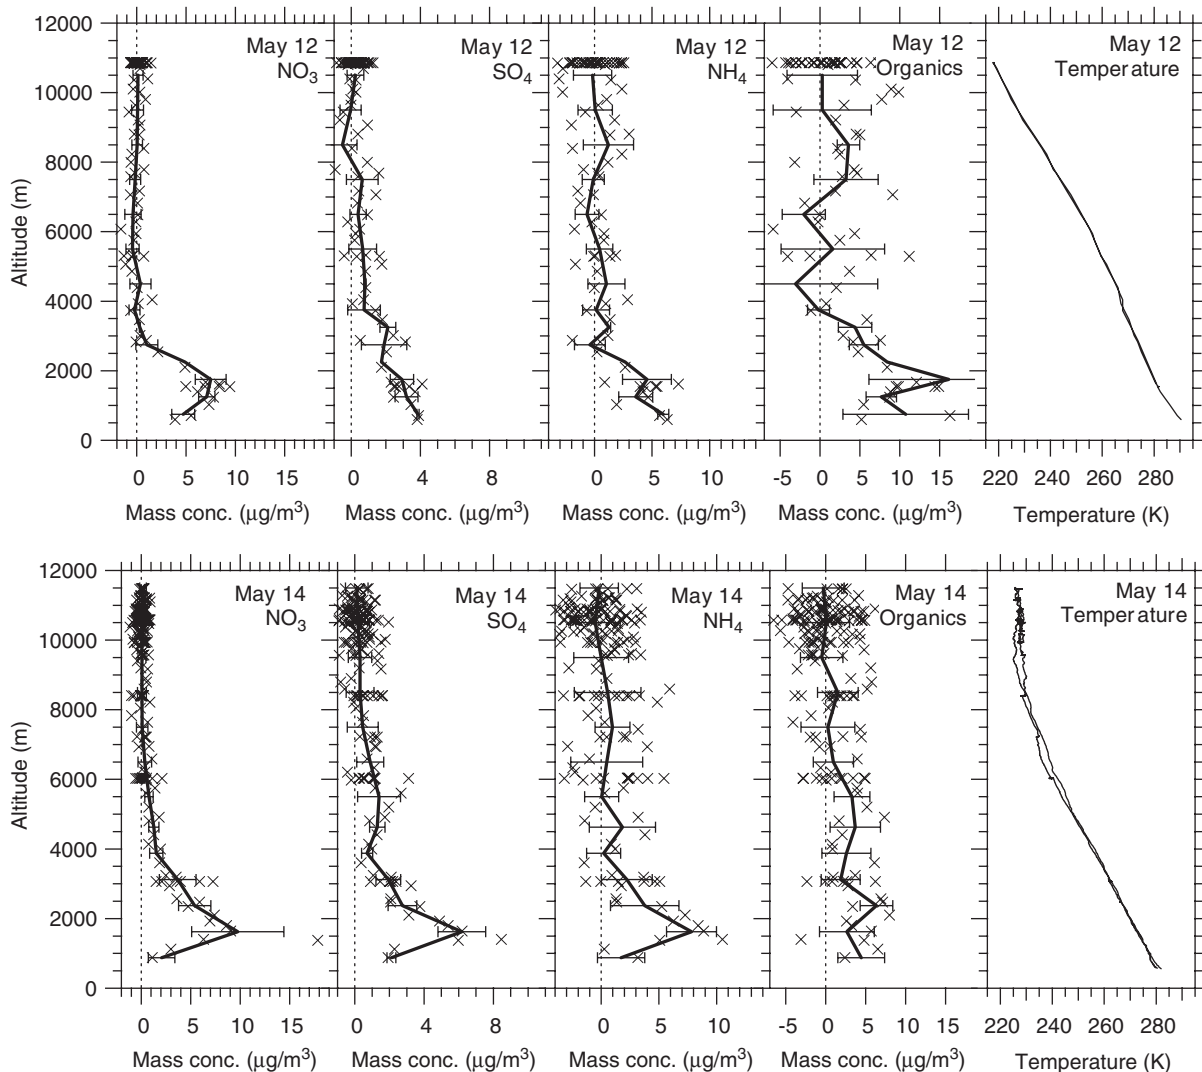 12000
10000
8000
6000
4000
2000
0
Altitude (m)
May 12
NO3
May 12
SO4
May 12
NH4
May 12
Organics
May 12
Temperature
0 5 10 15
0 4 8
0 5 10
-5 0 5 10 15
220 240 260 280
Mass conc. (μg/m3)
Mass conc. (μg/m3)
Mass conc. (μg/m3)
Mass conc. (μg/m3)
Temperature (K)
12000
10000
8000
6000
4000
2000
0
Altitude (m)
May 14
NO3
May 14
SO4
May 14
NH4
May 14
Organics
May 14
Temperature
0 5 10 15
0 4 8
0 5 10
-5 0 5 10 15
220 240 260 280
Mass conc. (μg/m3)
Mass conc. (μg/m3)
Mass conc. (μg/m3)
Mass conc. (μg/m3)
Temperature (K)